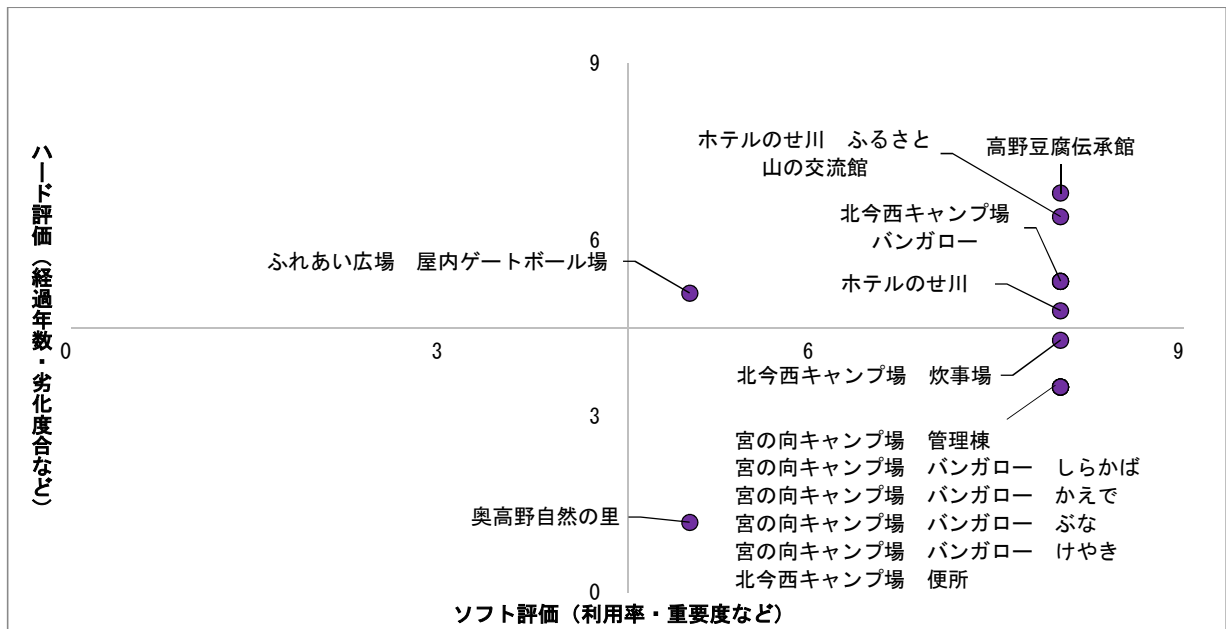 9
ホテルのせ川　ふるさと
山の交流館
高野豆腐伝承館
北今西キャンプ場
バンガロー
6
ふれあい広場　屋内ゲートボール場
ホテルのせ川
0
3
6
9
北今西キャンプ場　炊事場
3
宮の向キャンプ場　管理棟
宮の向キャンプ場　バンガロー　しらかば
宮の向キャンプ場　バンガロー　かえで
奥高野自然の里
宮の向キャンプ場　バンガロー　ぶな
宮の向キャンプ場　バンガロー　けやき
北今西キャンプ場　便所
0
ソフト評価（利用率・重要度など）
ハード評価（経過年数・劣化度合など）